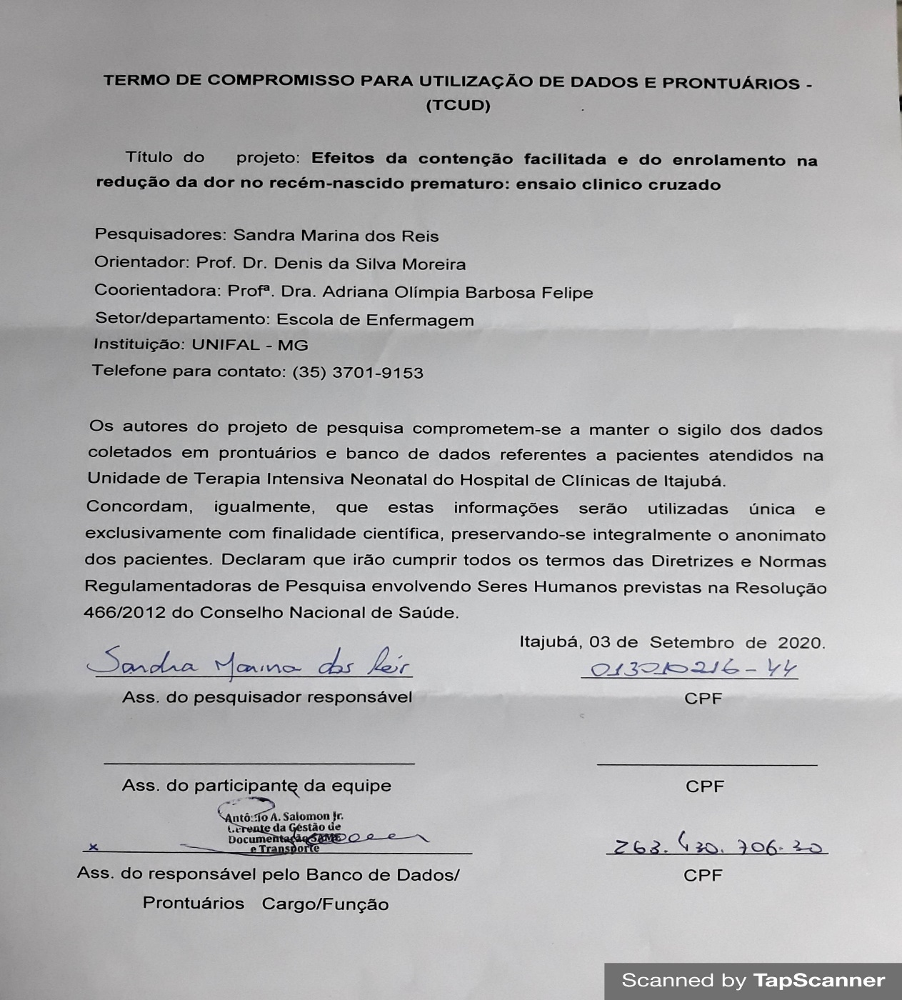 TERMO DE COMPROMISSO PARA UTILIZAÇÃO DE DADOS E PRONTUÁRIOS -
(TCUD)
Título do projeto: Efeitos da contenção facilitada e do enrolamento na
redução da dor no recém-nascido prematuro: ensaio clinico cruzado
Pesquisadores: Sandra Marina dos Reis
Orientador: Prof. Dr. Denis da Silva Moreira
Coorientadora: Profª. Dra. Adriana Olímpia Barbosa Felipe
Setor/departamento: Escola de Enfermagem
Instituição: UNIFAL - MG
Telefone para contato: (35) 3701-9153
Os autores do projeto de pesquisa comprometem-se a manter o sigilo dos dados
coletados em prontuários e banco de dados referentes a pacientes atendidos na
Unidade de Terapia Intensiva Neonatal do Hospital de Clínicas de Itajubá.
Concordam, igualmente, que estas informações serão utilizadas única e
exclusivamente com finalidade científica, preservando-se integralmente o anonimato
dos pacientes. Declaram que irão cumprir todos os termos das Diretrizes e Normas
Regulamentadoras de Pesquisa envolvendo Seres Humanos previstas na Resolução
466/2012 do Conselho Nacional de Saúde.
Itajubá, 03 de Setembro de 2020.
Sandra Marina dos Reis 013010216-44
Ass. do pesquisador responsável CPF
Ass. do participante da equipe CPF
Antônio A. Salomon Jr.
Gerente da Gestão de
Documentação SAME
e Transporte
x 263.430.706-30
Ass. do responsável pelo Banco de Dados/ CPF
Prontuários Cargo/Função
Scanned by TapScanner